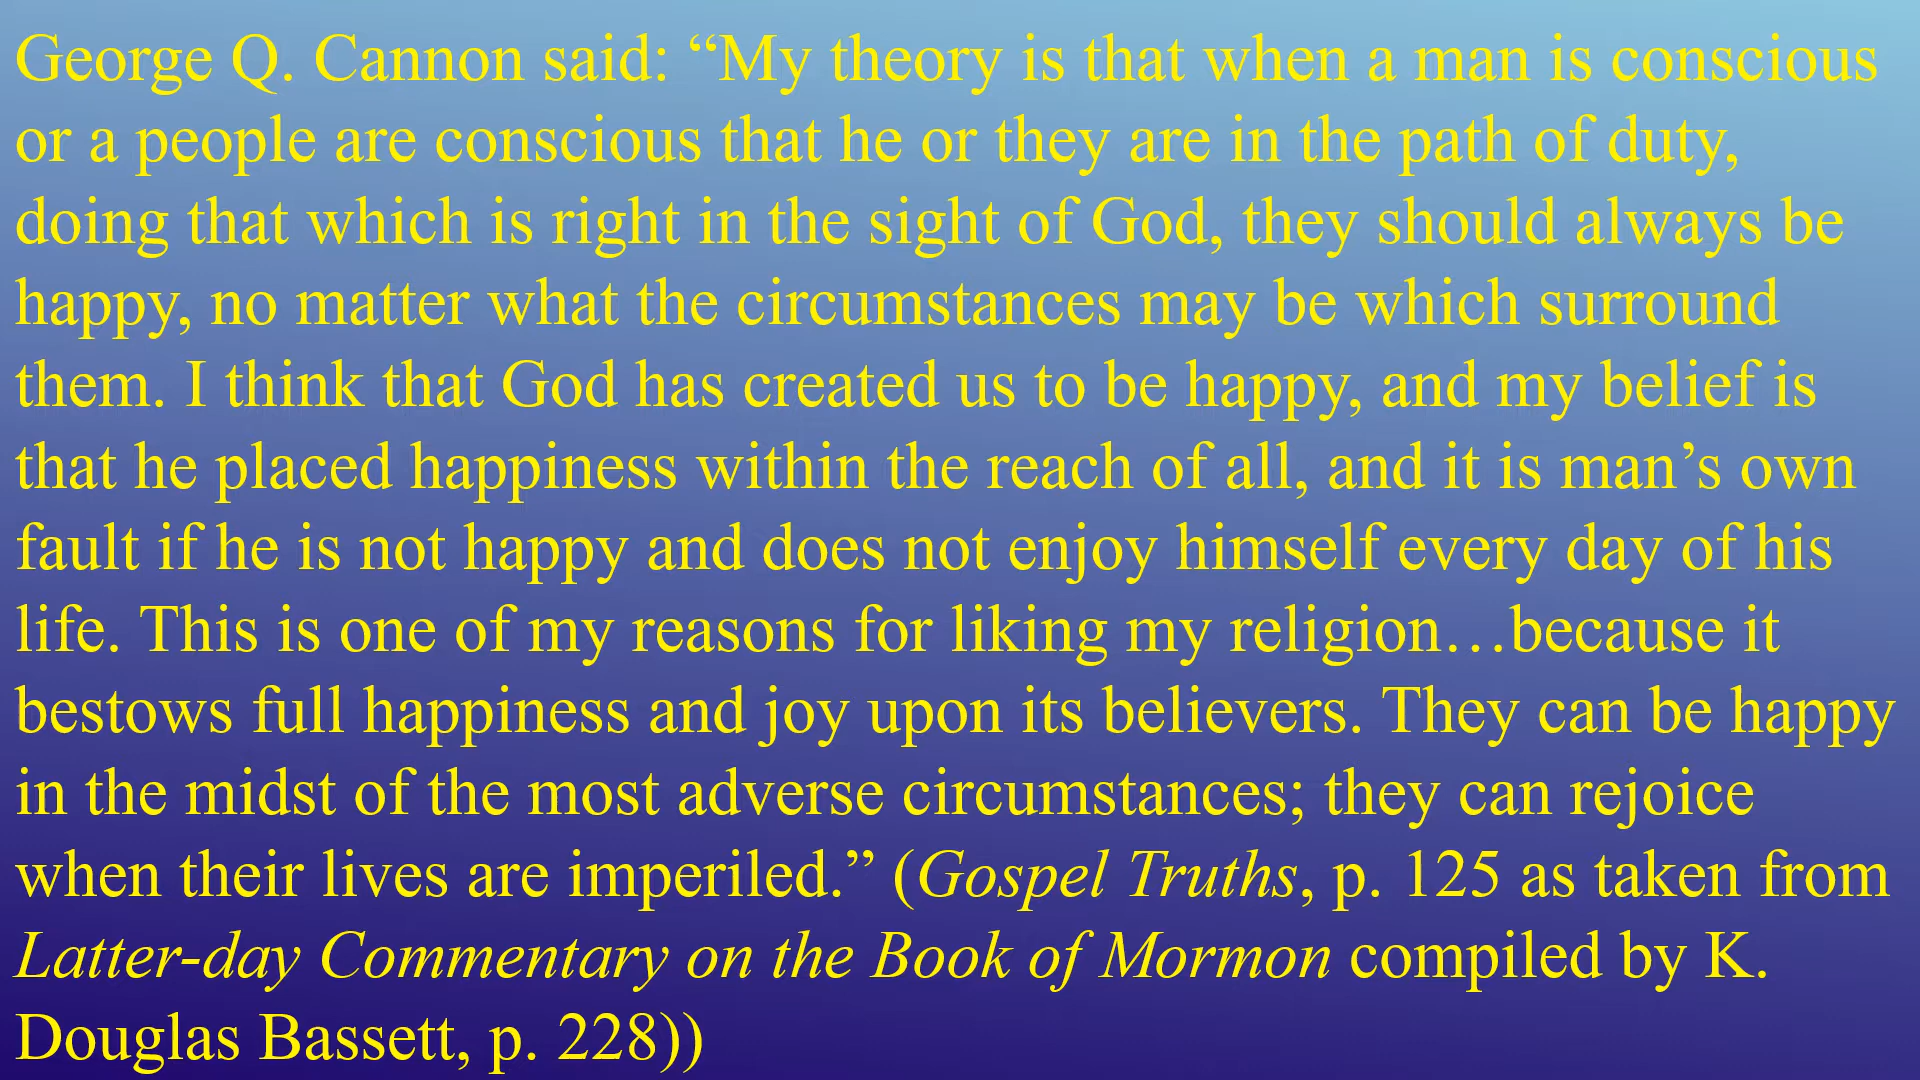 George Q. Cannon said: “My theory is that when a man is conscious
or a people are conscious that he or they are in the path of duty,
doing that which is right in the sight of God, they should always be
happy, no matter what the circumstances may be which surround
them. I think that God has created us to be happy, and my belief is
that he placed happiness within the reach of all, and it is man’s own
fault if he is not happy and does not enjoy himself every day of his
life. This is one of my reasons for liking my religion…because it
bestows full happiness and joy upon its believers. They can be happy
in the midst of the most adverse circumstances; they can rejoice
when their lives are imperiled.” (Gospel Truths, p. 125 as taken from
Latter-day Commentary on the Book of Mormon compiled by K.
Douglas Bassett, p. 228))